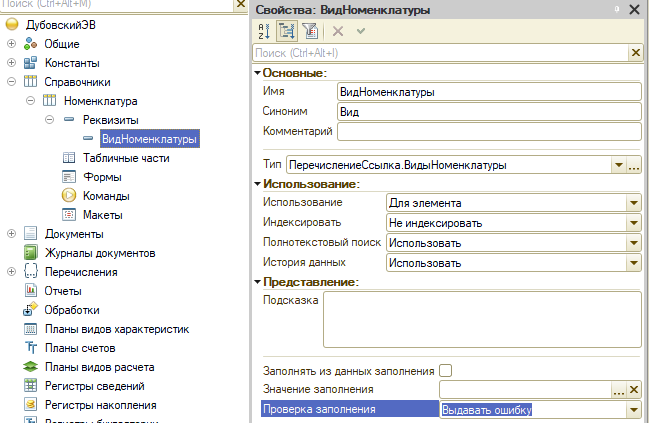 Поиск (Ctrl+Alt+M)
ДубовскийЭВ
Общие
Константы
Справочники
Номенклатура
Реквизиты
ВидНоменклатуры
Табличные части
Формы
Команды
Макеты
Документы
Журналы документов
Перечисления
Отчеты
Обработки
Планы видов характеристик
Планы счетов
Планы видов расчета
Регистры сведений
Регистры накопления
Регистры бухгалтерии
Свойства: ВидНоменклатуры
Поиск (Ctrl+Alt+I)
Основные:
Имя ВидНоменклатуры
Синоним Вид
Комментарий
Тип ПеречислениеСсылка.ВидыНоменклатуры
Использование:
Использование Для элемента
Индексировать Не индексировать
Полнотекстовый поиск Использовать
История данных Использовать
Представление:
Подсказка
Заполнять из данных заполнения
Значение заполнения
Проверка заполнения Выдавать ошибку